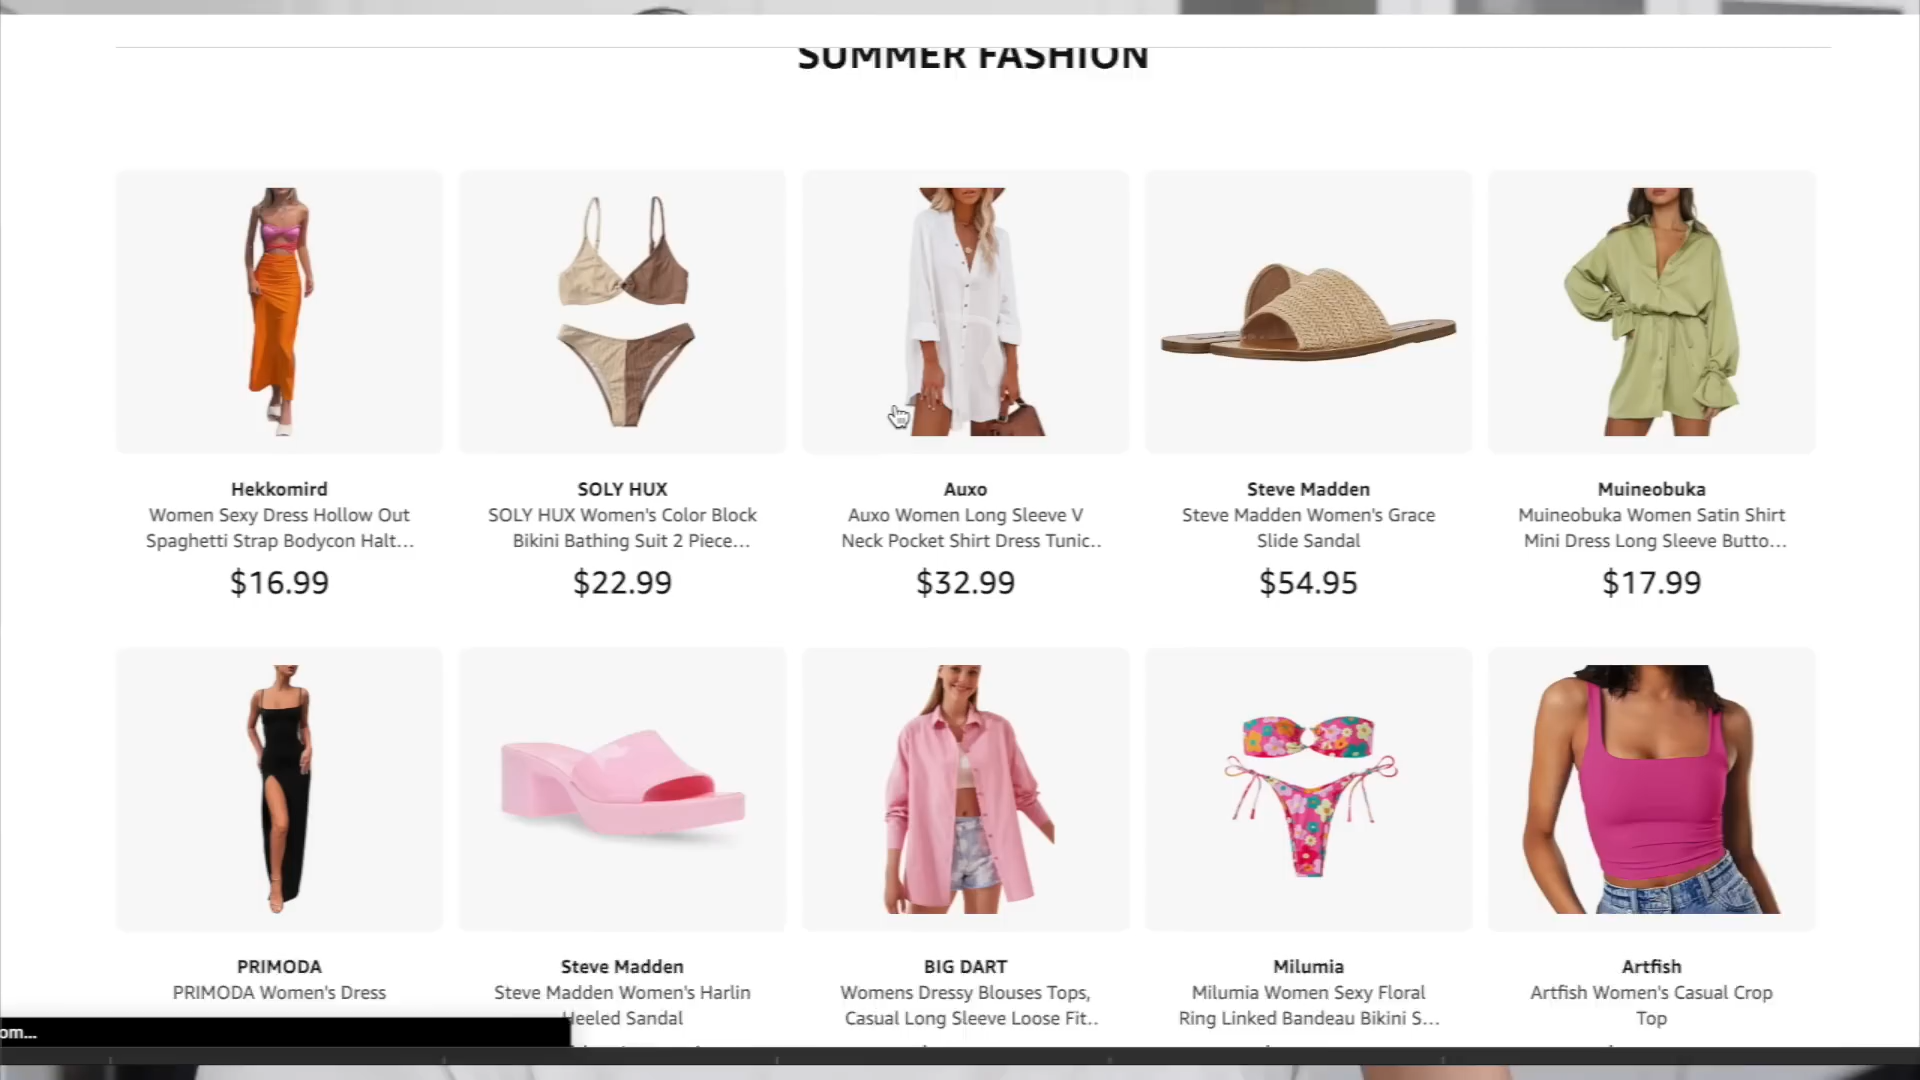 SUMMER FASHION
Hekkomird
Women Sexy Dress Hollow Out
Spaghetti Strap Bodycon Halt...
$16.99
SOLY HUX
SOLY HUX Women's Color Block
Bikini Bathing Suit 2 Piece...
$22.99
Auxo
Auxo Women Long Sleeve V
Neck Pocket Shirt Dress Tunic..
$32.99
Steve Madden
Steve Madden Women's Grace
Slide Sandal
$54.95
Muineobuka
Muineobuka Women Satin Shirt
Mini Dress Long Sleeve Butto...
$17.99
PRIMODA
PRIMODA Women's Dress
Steve Madden
Steve Madden Women's Harlin
Heeled Sandal
BIG DART
Womens Dressy Blouses Tops,
Casual Long Sleeve Loose Fit..
Milumia
Milumia Women Sexy Floral
Ring Linked Bandeau Bikini S...
Artfish
Artfish Women's Casual Crop
Top
om...